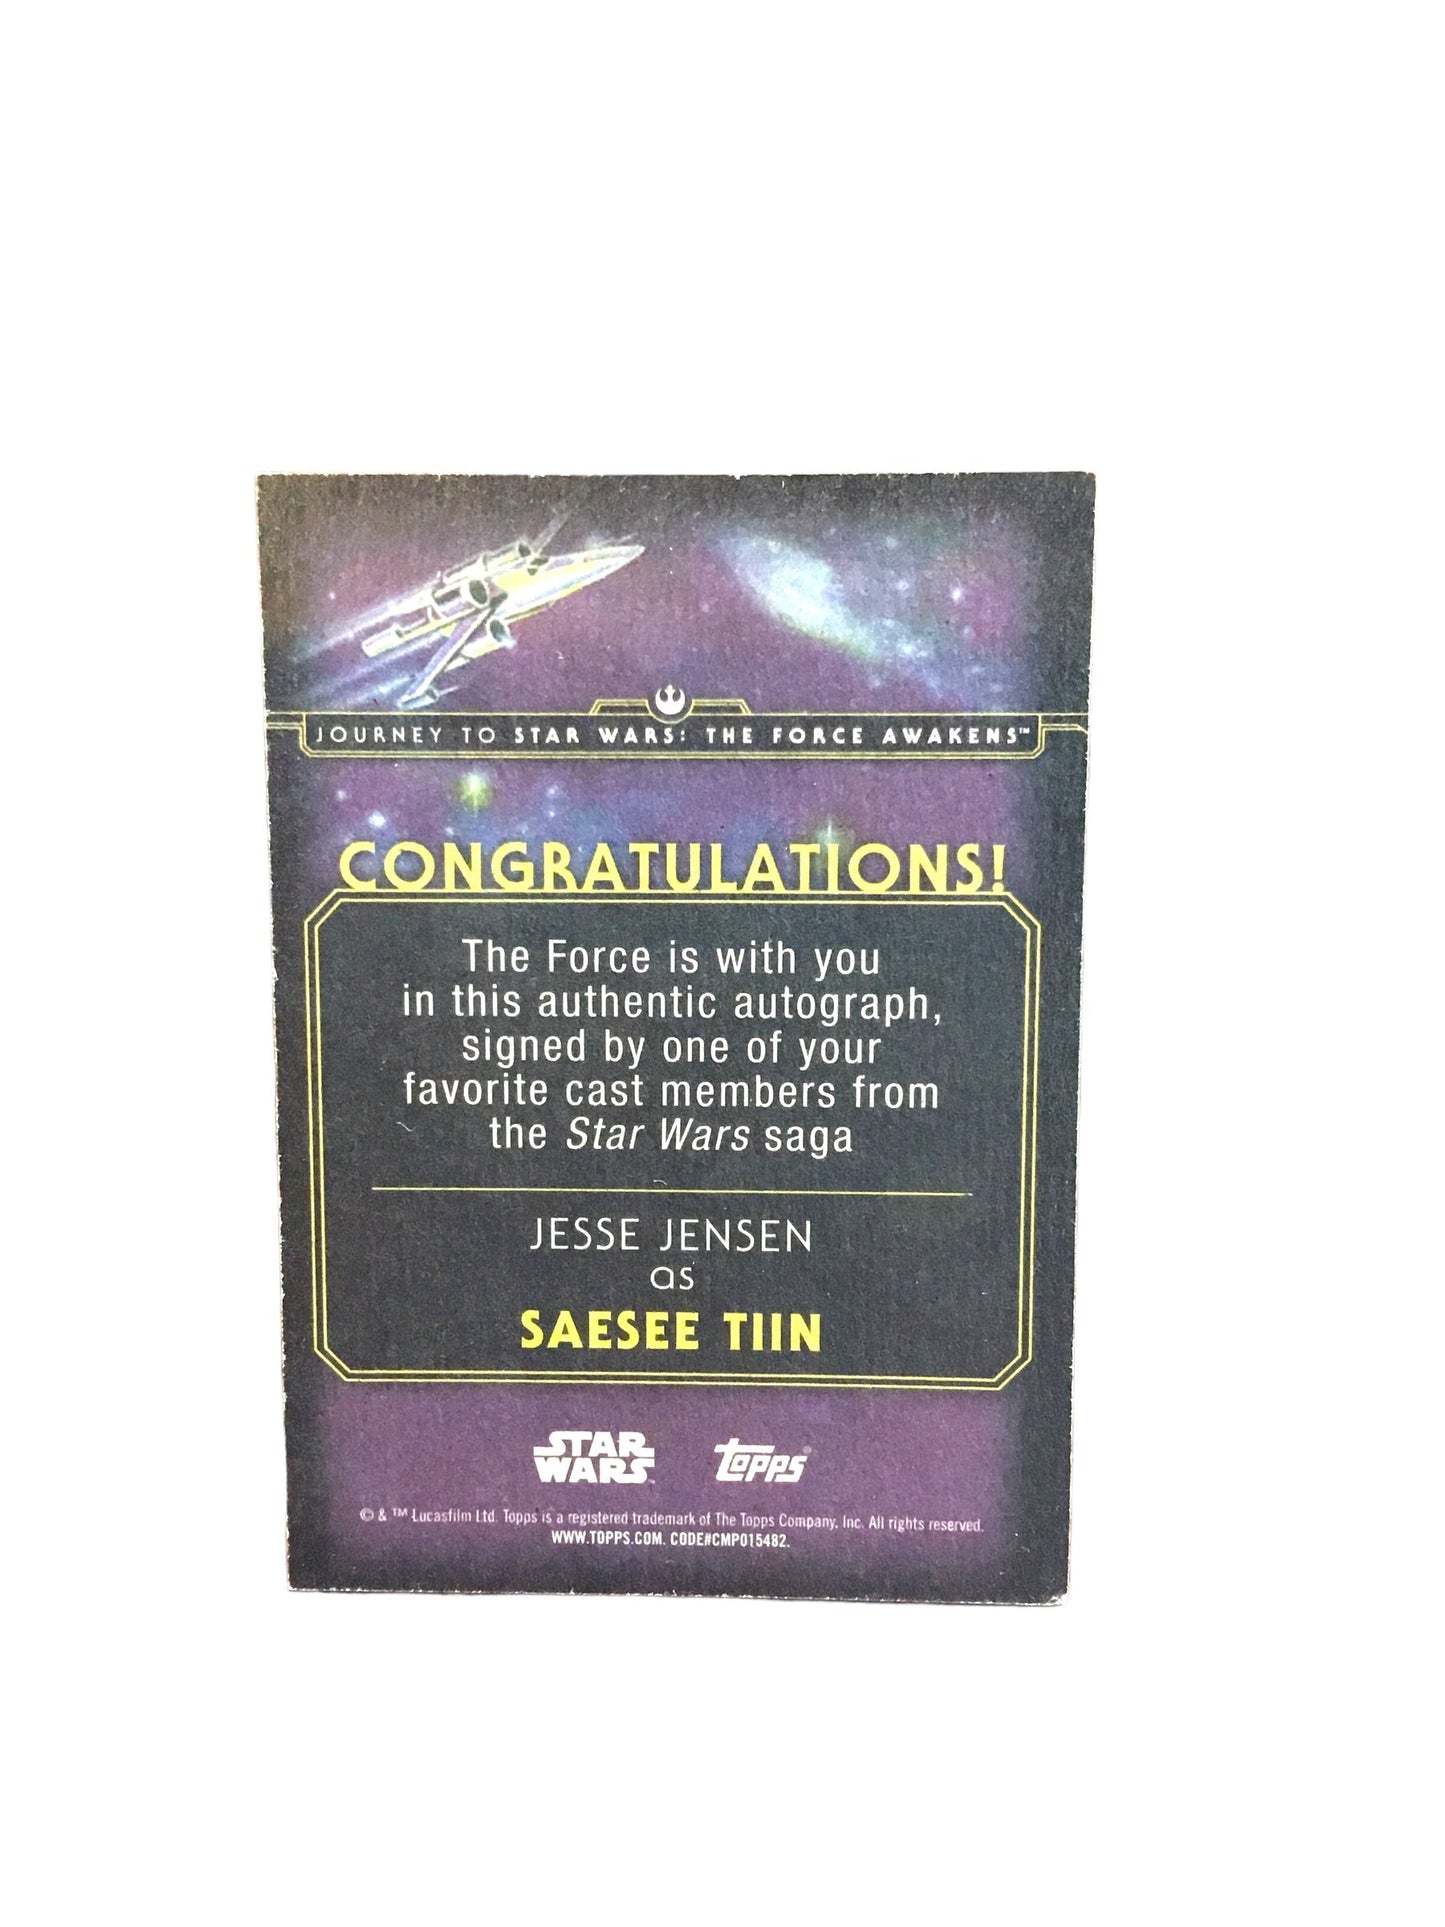 JOURNEY TO STAR WARS: THE FORCE AWAKENS™
CONGRATULATIONS!
The Force is with you
in this authentic autograph,
signed by one of your
favorite cast members from
the Star Wars saga
JESSE JENSEN
as
SAESEE TIIN
STAR
WARS
topps®
© & ™ Lucasfilm Ltd. Topps is a registered trademark of The Topps Company, Inc. All rights reserved.
WWW.TOPPS.COM. CODE#CMP015482.